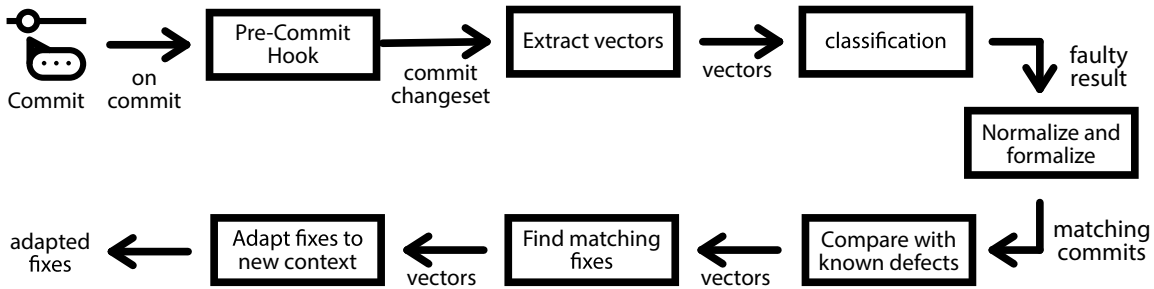 Commit
on
commit
Pre-Commit
Hook
commit
changeset
Extract vectors
vectors
classification
faulty
result
Normalize and
formalize
matching
commits
Compare with
known defects
vectors
Find matching
fixes
vectors
Adapt fixes to
new context
adapted
fixes